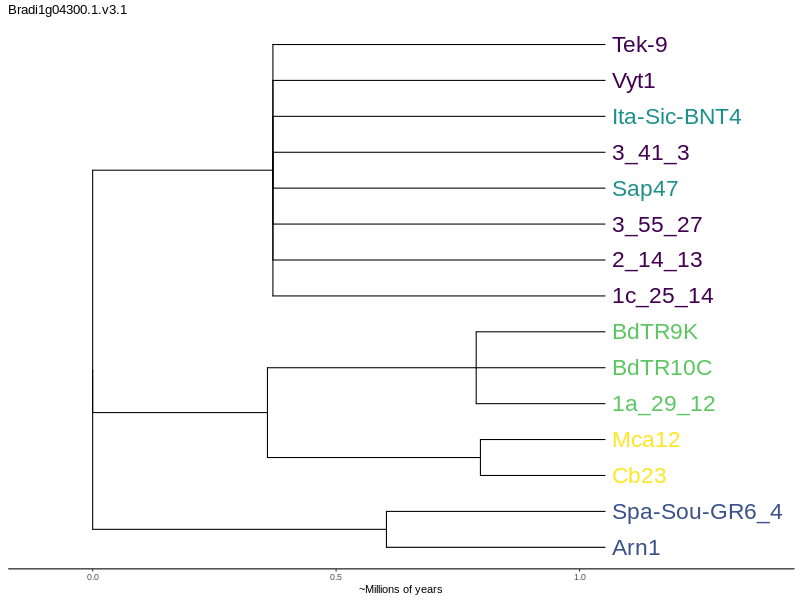 Bradi1g04300.1.v3.1
Tek-9
Vyt1
Ita-Sic-BNT4
3_41_3
Sap47
3_55_27
2_14_13
1c_25_14
BdTR9K
BdTR10C
1a_29_12
Mca12
Cb23
Spa-Sou-GR6_4
Arn1
0.0 0.5 1.0
~Millions of years